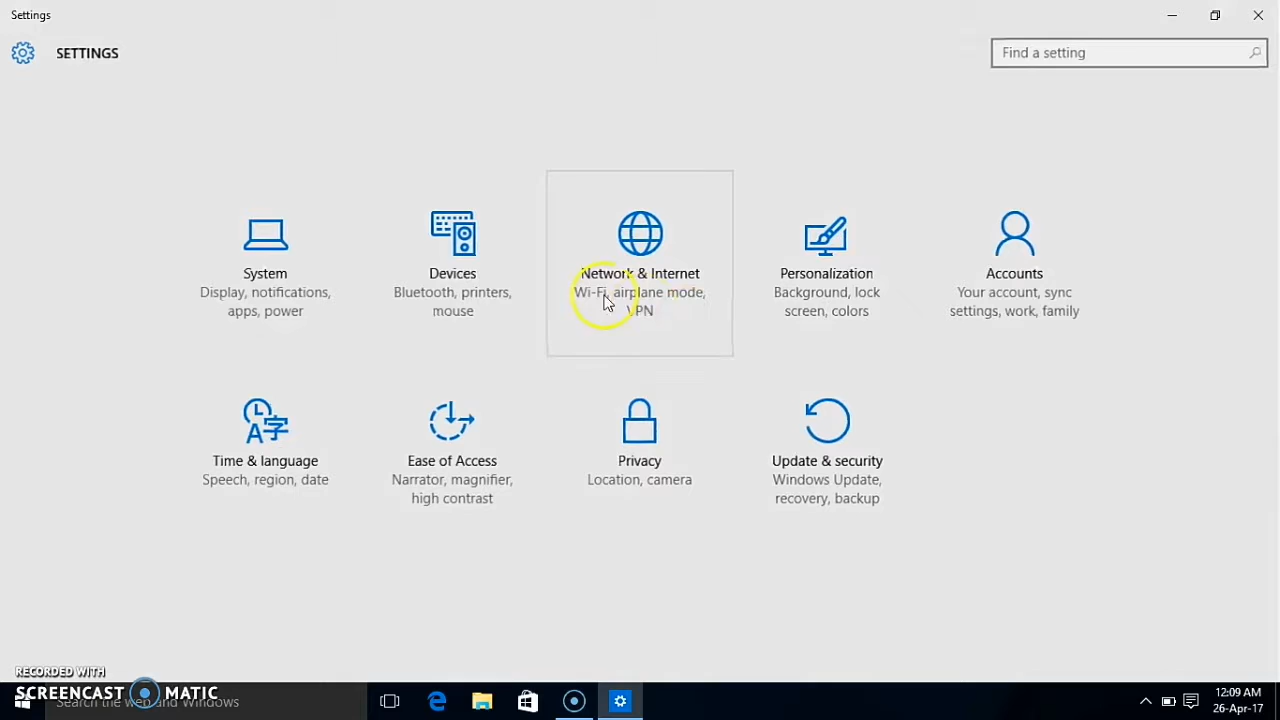 Settings
SETTINGS
Find a setting
System
Display, notifications,
apps, power
Devices
Bluetooth, printers,
mouse
Network & Internet
Wi-Fi, airplane mode,
VPN
Personalization
Background, lock
screen, colors
Accounts
Your account, sync
settings, work, family
Time & language
Speech, region, date
Ease of Access
Narrator, magnifier,
high contrast
Privacy
Location, camera
Update & security
Windows Update,
recovery, backup
RECORDED WITH
SCREENCAST MATIC
Search the web and Windows
12:09 AM
26-Apr-17